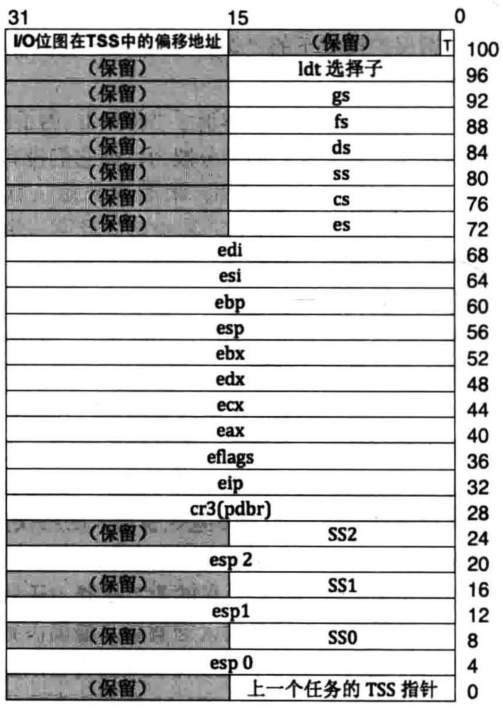 31 15 0
I/O位图在TSS中的偏移地址 (保留) T 100
(保留) ldt 选择子 96
(保留) gs 92
(保留) fs 88
(保留) ds 84
(保留) ss 80
(保留) cs 76
(保留) es 72
edi 68
esi 64
ebp 60
esp 56
ebx 52
edx 48
ecx 44
eax 40
eflags 36
eip 32
cr3(pdbr) 28
(保留) SS2 24
esp 2 20
(保留) SS1 16
esp1 12
(保留) SS0 8
esp 0 4
(保留) 上一个任务的 TSS 指针 0